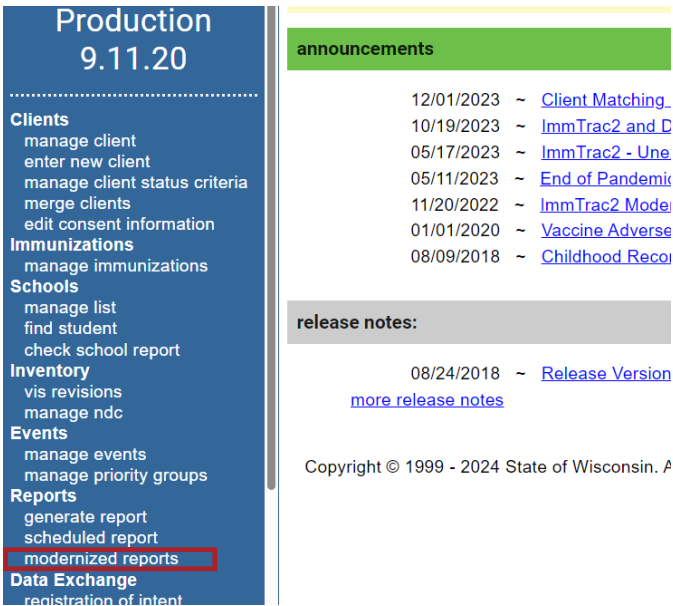 Production
9.11.20
Clients
manage client
enter new client
manage client status criteria
merge clients
edit consent information
Immunizations
manage immunizations
Schools
manage list
find student
check school report
Inventory
vis revisions
manage ndc
Events
manage events
manage priority groups
Reports
generate report
scheduled report
modernized reports
Data Exchange
registration of intent
announcements
12/01/2023 ~ Client Matching
10/19/2023 ~ ImmTrac2 and D
05/17/2023 ~ ImmTrac2 - Une
05/11/2023 ~ End of Pandemic
11/20/2022 ~ ImmTrac2 Moder
01/01/2020 ~ Vaccine Adverse
08/09/2018 ~ Childhood Recor
release notes:
08/24/2018 ~ Release Version
more release notes
Copyright © 1999 - 2024 State of Wisconsin. A